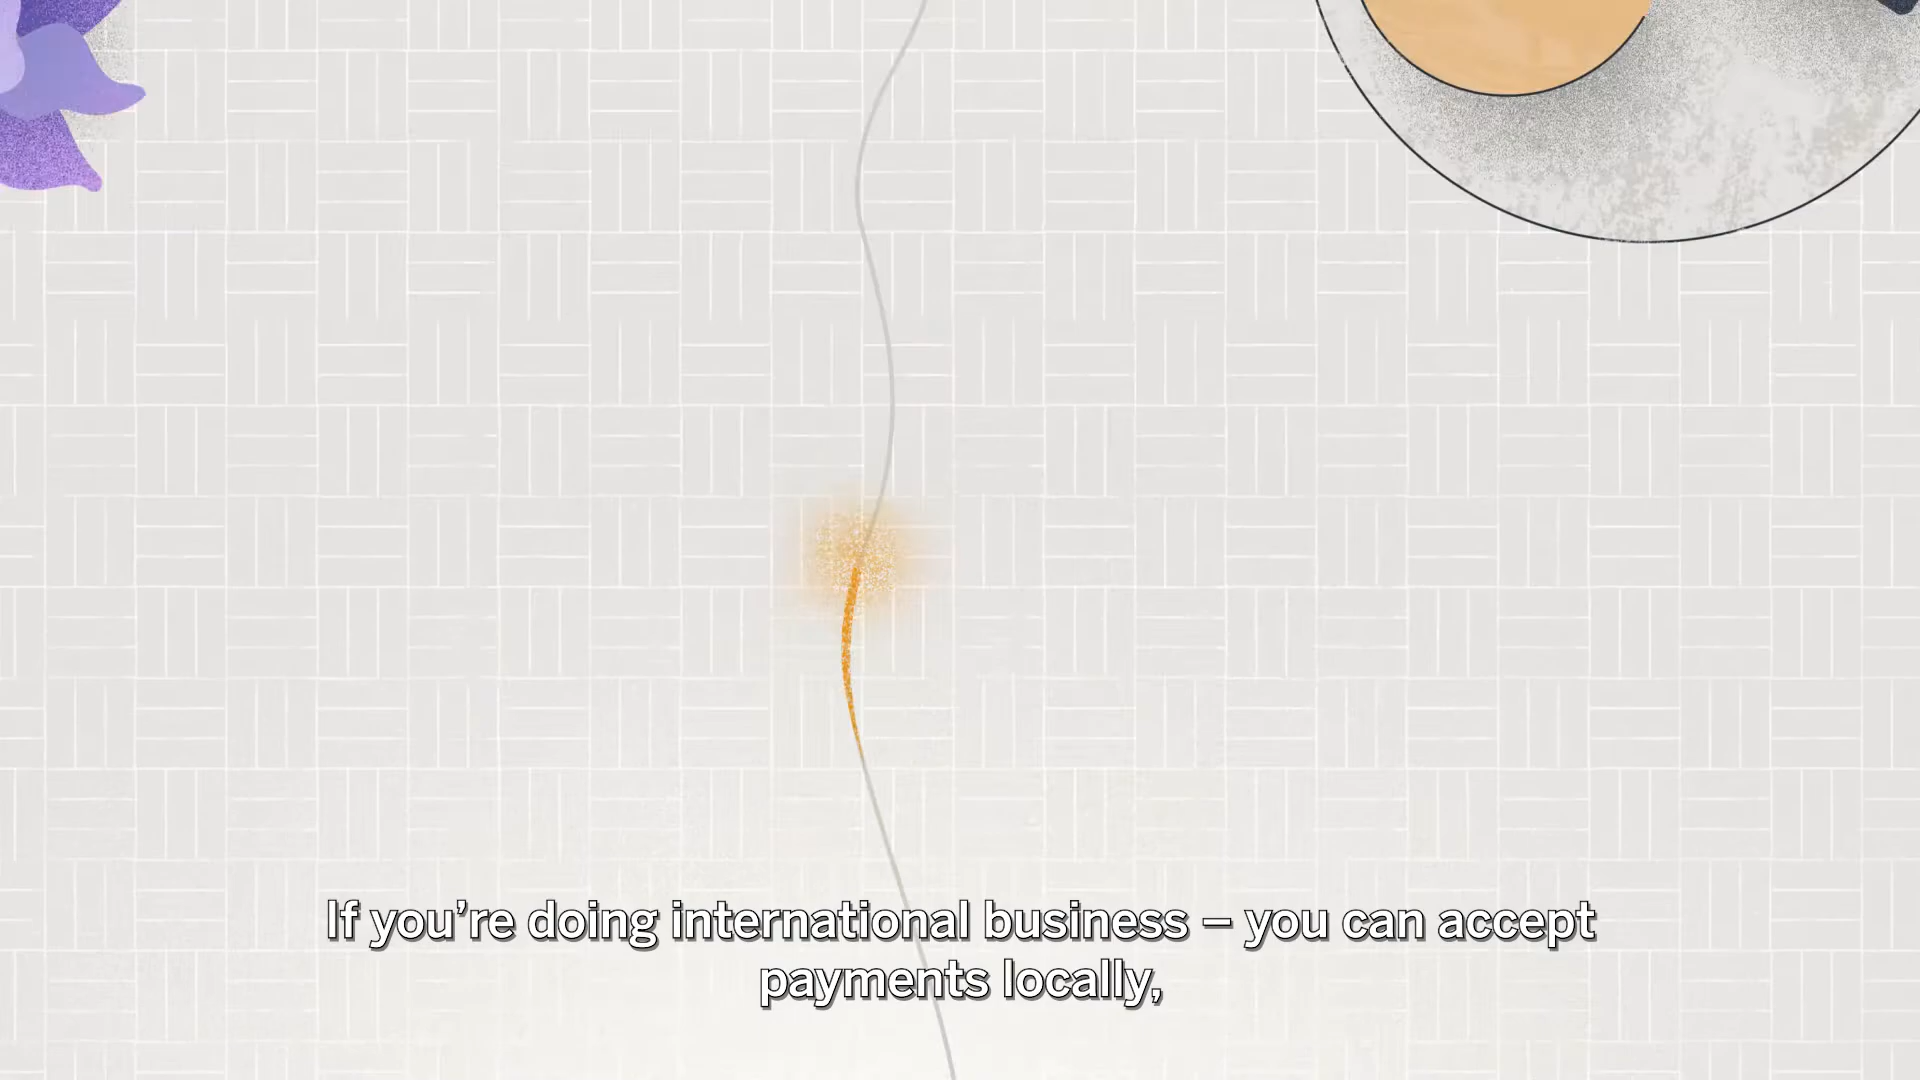 If you’re doing international business – you can accept
payments locally,